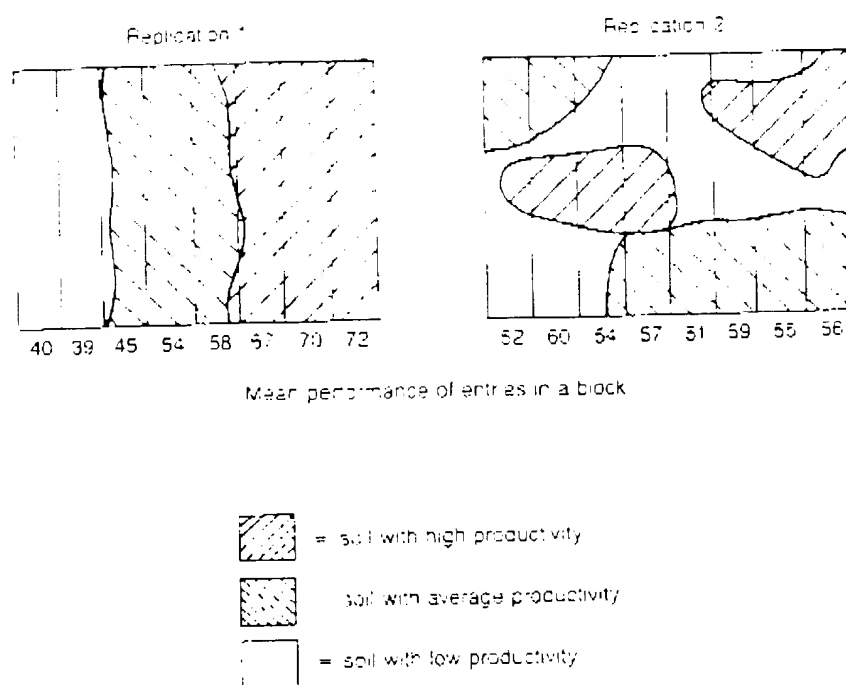 Replication 1
Replication 2
40 39 45 54 58 67 70 72
52 60 54 57 51 59 55 56
Mean performance of entries in a block
= soil with high productivity
soil with average productivity
= soil with low productivity